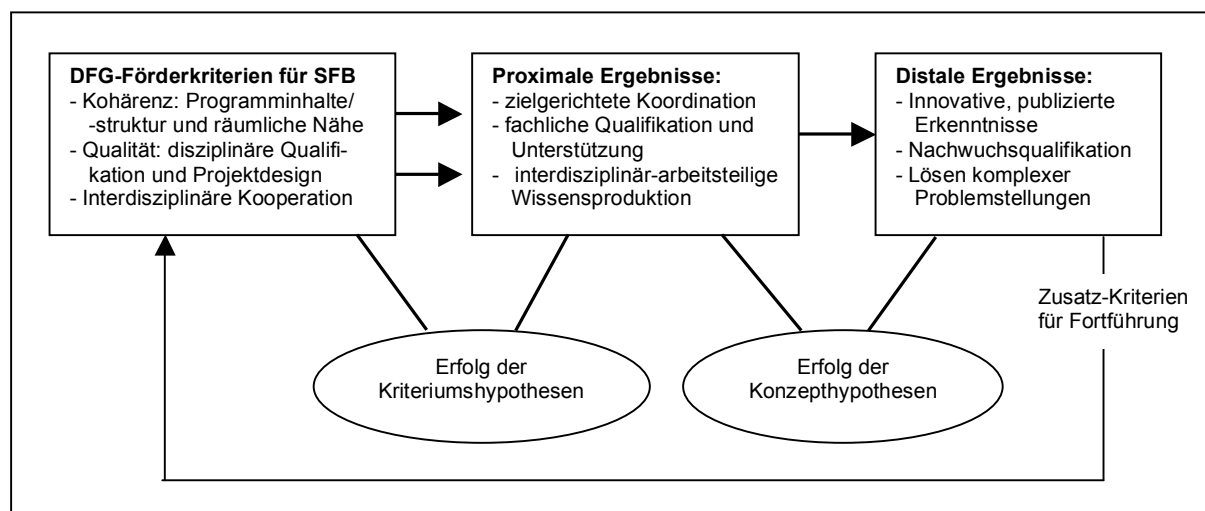 DFG-Förderkriterien für SFB
- Kohärenz: Programminhalte/
-struktur und räumliche Nähe
- Qualität: disziplinäre Qualifi-
kation und Projektdesign
- Interdisziplinäre Kooperation
Proximale Ergebnisse:
- zielgerichtete Koordination
- fachliche Qualifikation und
Unterstützung
- interdisziplinär-arbeitsteilige
Wissensproduktion
Distale Ergebnisse:
- Innovative, publizierte
Erkenntnisse
- Nachwuchsqualifikation
- Lösen komplexer
Problemstellungen
Zusatz-Kriterien
für Fortführung
Erfolg der
Kriteriumshypothesen
Erfolg der
Konzepthypothesen